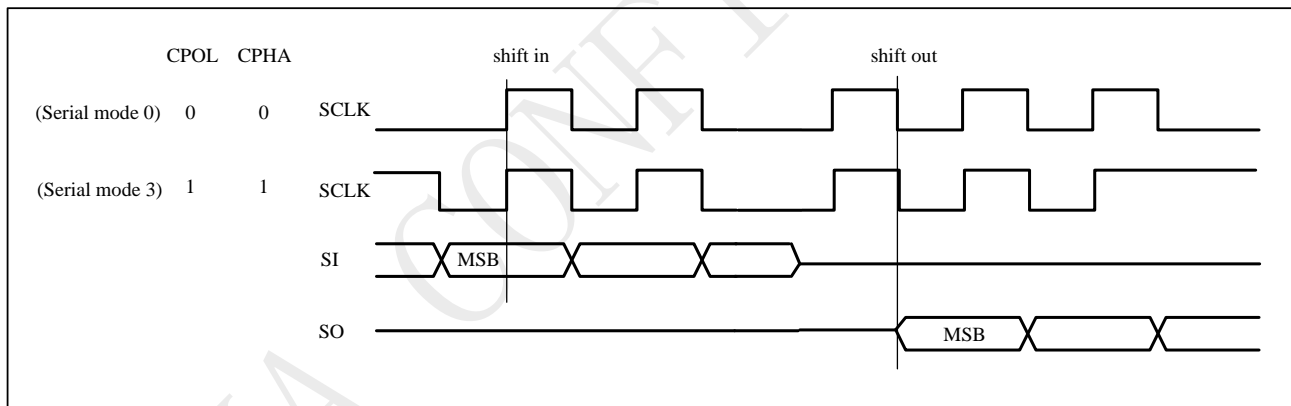 CPOL CPHA shift in shift out
(Serial mode 0) 0 0 SCLK
(Serial mode 3) 1 1 SCLK
SI MSB
SO MSB